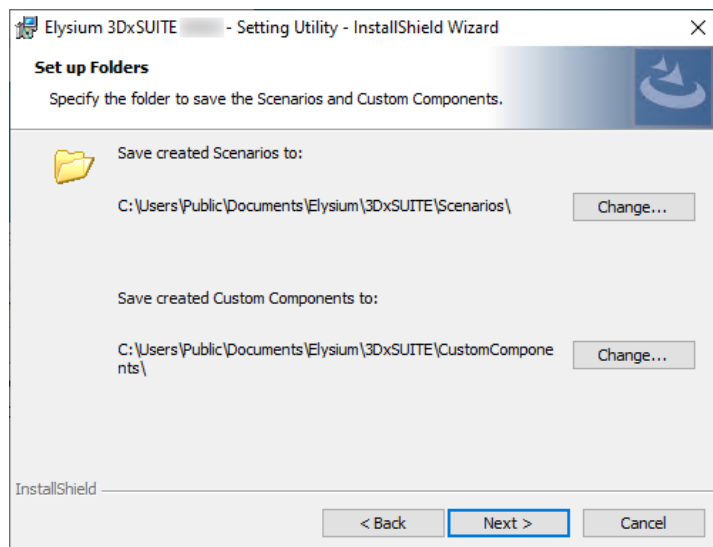 Elysium 3DxSUITE - Setting Utility - InstallShield Wizard
Set up Folders
Specify the folder to save the Scenarios and Custom Components.
Save created Scenarios to:
C:\Users\Public\Documents\Elysium\3DxSUITE\Scenarios\
Change...
Save created Custom Components to:
C:\Users\Public\Documents\Elysium\3DxSUITE\CustomCompone
nts\
Change...
InstallShield
< Back
Next >
Cancel